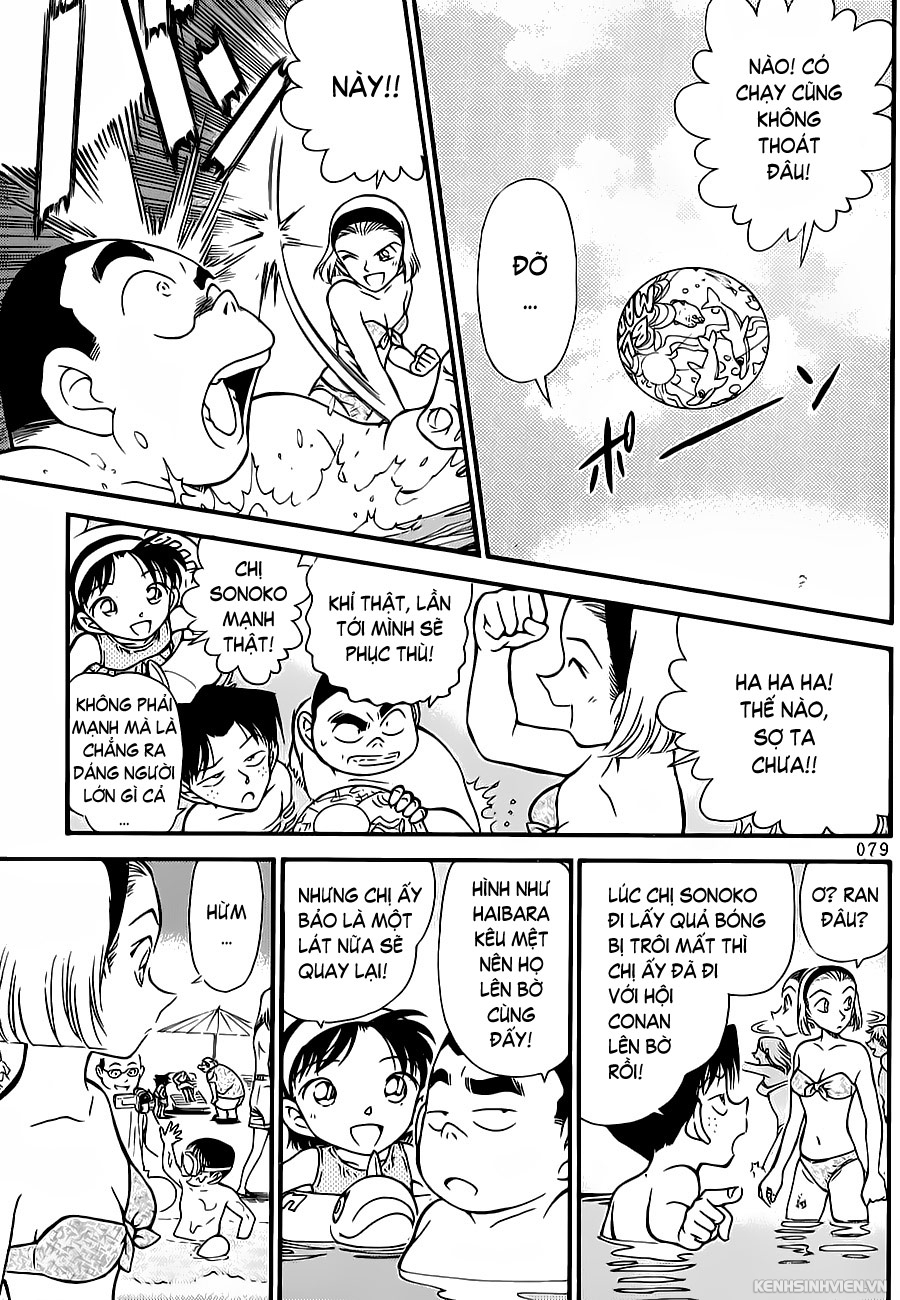 NÀO! CÓ
CHẠY CŨNG
KHÔNG
THOÁT
ĐÂU!
ĐỠ
...
ポーン
NÀY!!
HA HA HA!
THẾ NÀO,
SỢ TA
CHƯA!!
KHỈ THẬT, LẦN
TỚI MÌNH SẼ
PHỤC THÙ!
CHỊ
SONOKO
MẠNH
THẬT!
KHÔNG PHẢI
MẠNH MÀ LÀ
CHẲNG RA
DÁNG NGƯỜI
LỚN GÌ CẢ
...
079
Ơ? RAN
ĐÂU?
LÚC CHỊ SONOKO
ĐI LẤY QUẢ BÓNG
BỊ TRÔI MẤT THÌ
CHỊ ẤY ĐÃ ĐI
VỚI HỘI
CONAN
LÊN BỜ
RỒI!
HÌNH NHƯ
HAIBARA
KÊU MỆT
NÊN HỌ
LÊN BỜ
CÙNG
ĐẤY!
NHƯNG CHỊ ẤY
BẢO LÀ MỘT
LÁT NỮA SẼ
QUAY LẠI!
HỪM
...
KENHSINHVIEN.VN